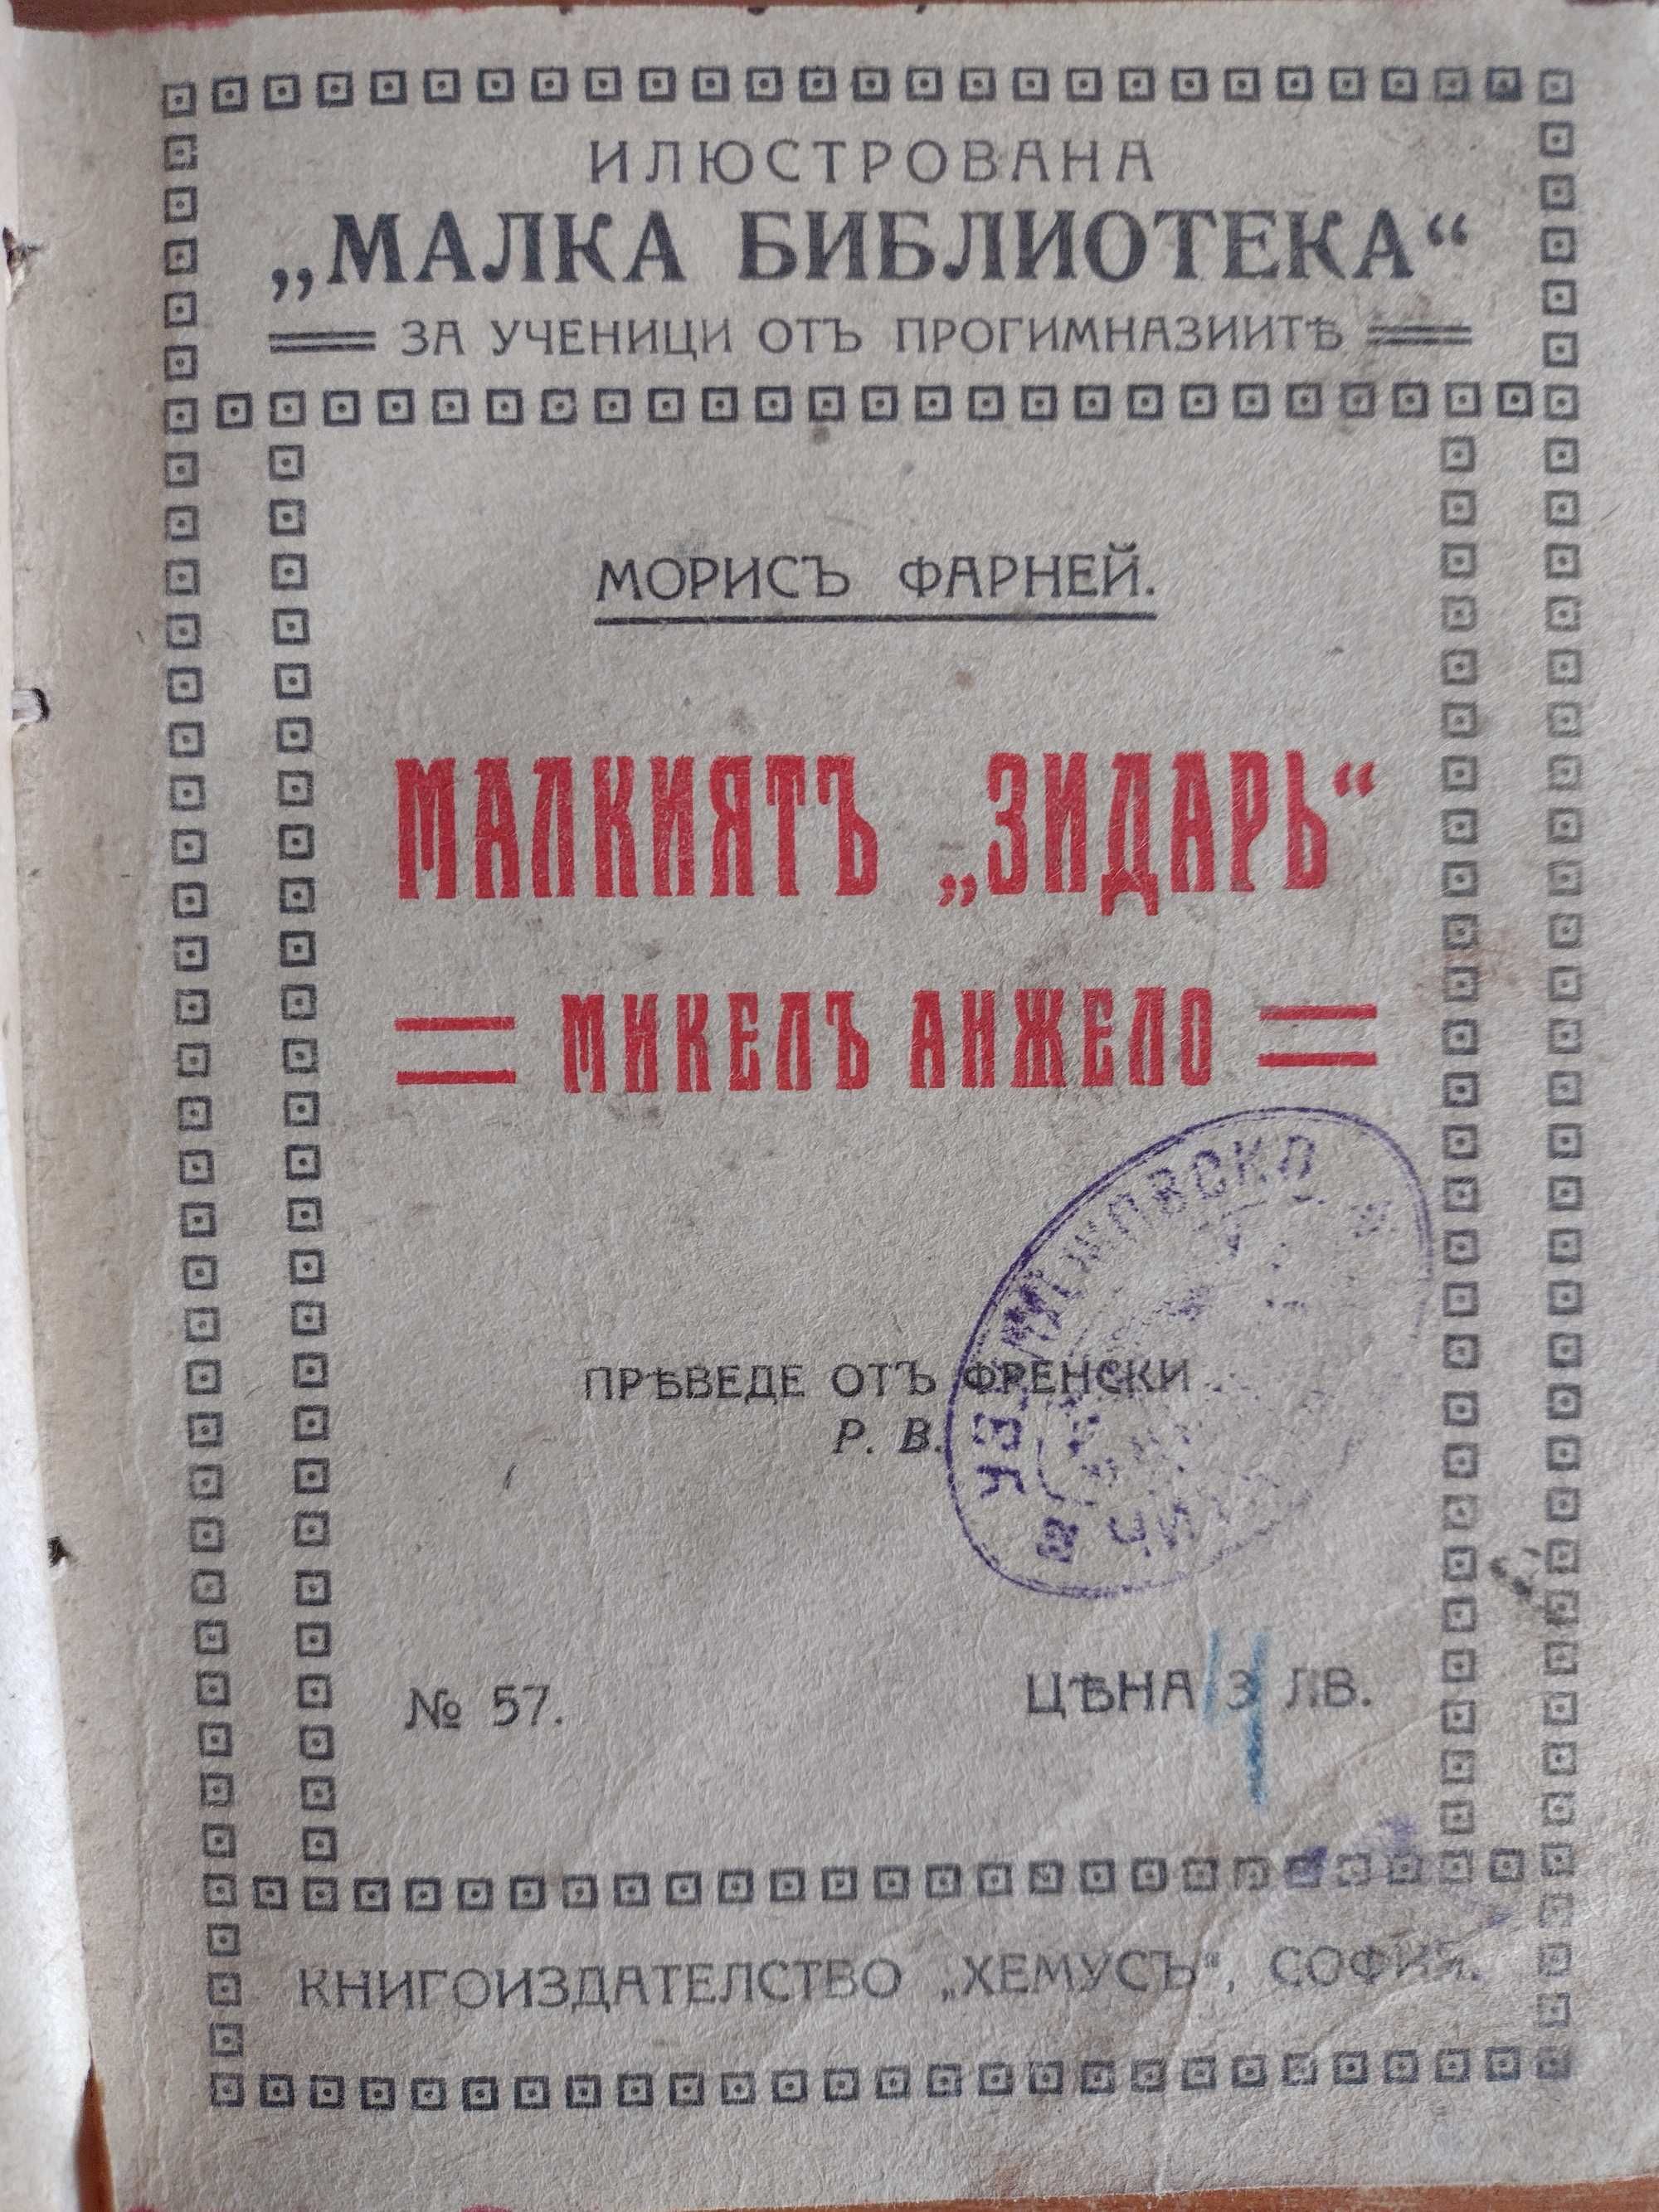 ИЛЮСТРОВАНА
„МАЛКА БИБЛИОТЕКА“
ЗА УЧЕНИЦИ ОТЪ ПРОГИМНАЗИИТѢ
МОРИСЪ ФАРНЕЙ.
МАЛКИЯТЪ „ЗИДАРЬ“
МИКЕЛЪ АНЖЕЛО
ПРѢВЕДЕ ОТЪ ФРЕНСКИ
Р. В.
№ 57.
ЦѢНА 3 ЛВ.
КНИГОИЗДАТЕЛСТВО „ХЕМУСЪ“, СОФИЯ.